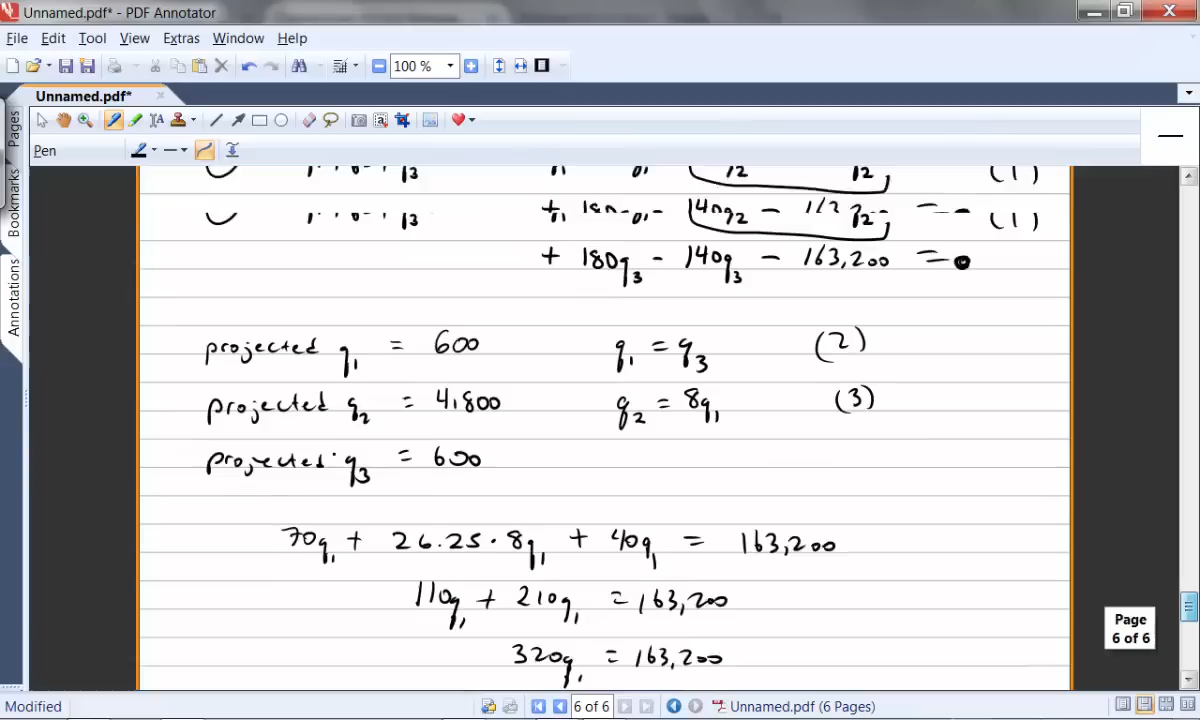 Unnamed.pdf* - PDF Annotator
File Edit Tool View Extras Window Help
100 %
Unnamed.pdf*
Pen
Pages
Bookmarks
Annotations
(1)
(1)
+ 180q₃ - 140q₃ - 163,200 = 0
projected q₁ = 600 q₁ = q₃ (2)
projected q₂ = 4,800 q₂ = 8q₁ (3)
projected q₃ = 600
70q₁ + 26.25 · 8q₁ + 40q₁ = 163,200
110q₁ + 210q₁ = 163,200
320q₁ = 163,200
Page
6 of 6
Modified
6 of 6
Unnamed.pdf (6 Pages)